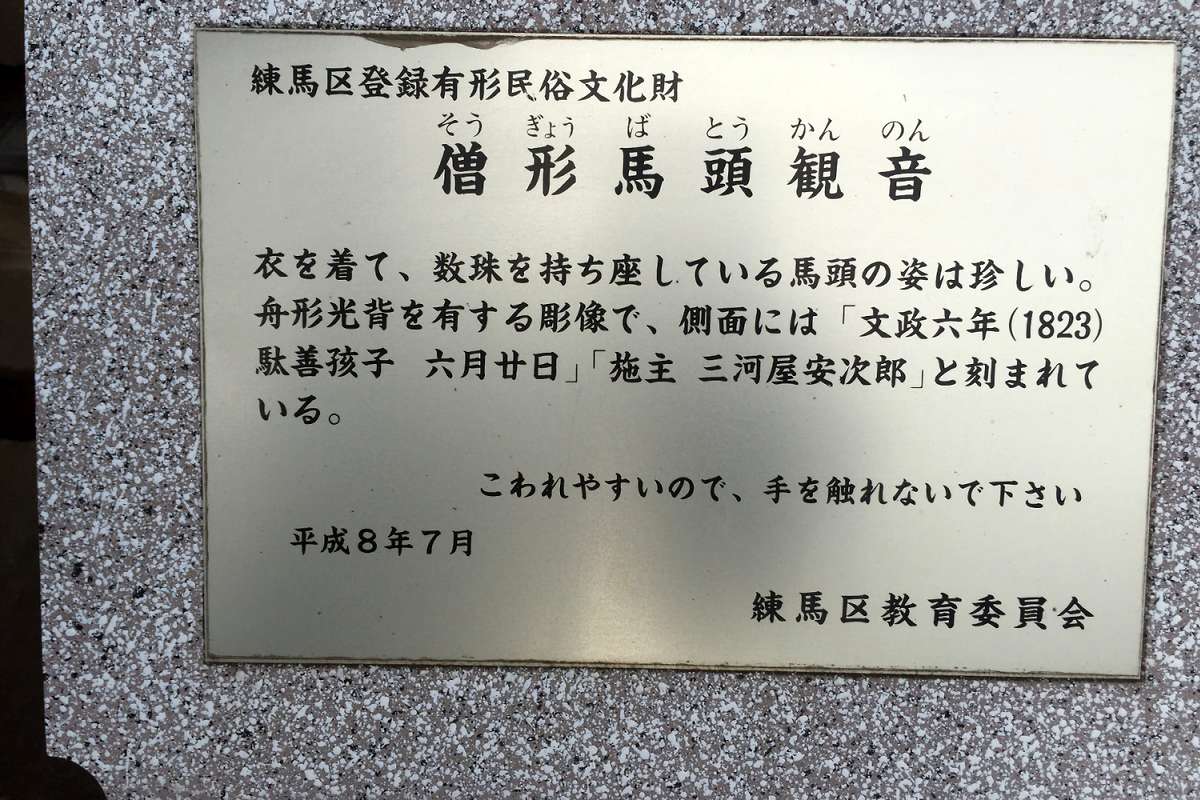 練馬区登録有形民俗文化財
そう ぎょう ば とう かん のん
僧形馬頭観音
衣を着て、数珠を持ち座している馬頭の姿は珍しい。
舟形光背を有する彫像で、側面には「文政六年(1823)
駄善孩子 六月廿日」「施主 三河屋安次郎」と刻まれて
いる。
こわれやすいので、手を触れないで下さい
平成8年7月
練馬区教育委員会